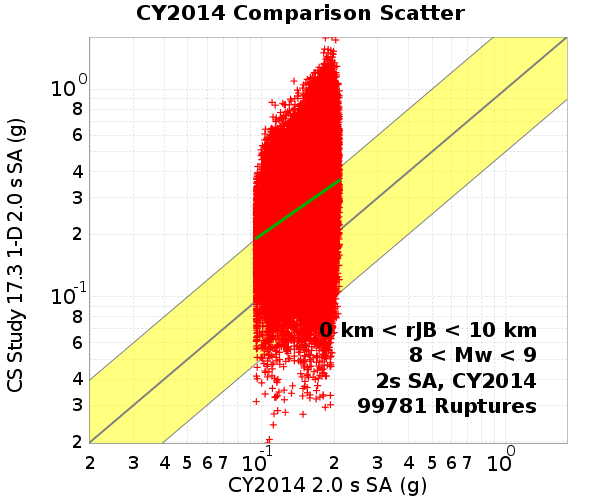 CY2014 Comparison Scatter
CS Study 17.3 1-D 2.0 s SA (g)
10^0
8
6
4
3
2
10^-1
8
6
4
3
2
0 km < rJB < 10 km
8 < Mw < 9
2s SA, CY2014
99781 Ruptures
2 3 4 5 6 7 10^-1 2 3 4 5 6 7 10^0
CY2014 2.0 s SA (g)